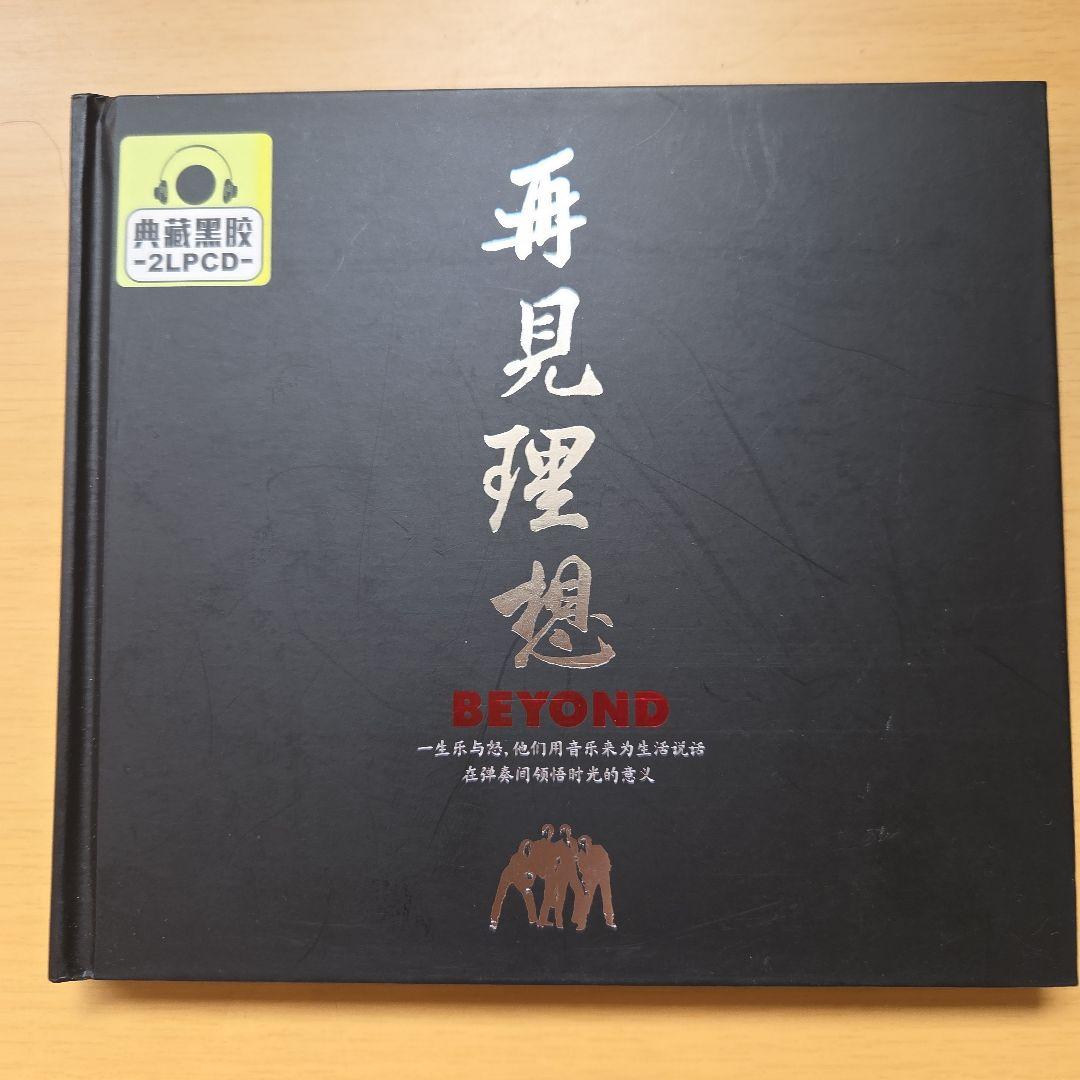 典藏黑胶
-2LPCD-
再見理想
BEYOND
一生乐与怒,他们用音乐来为生活说话
在弹奏间领悟时光的意义